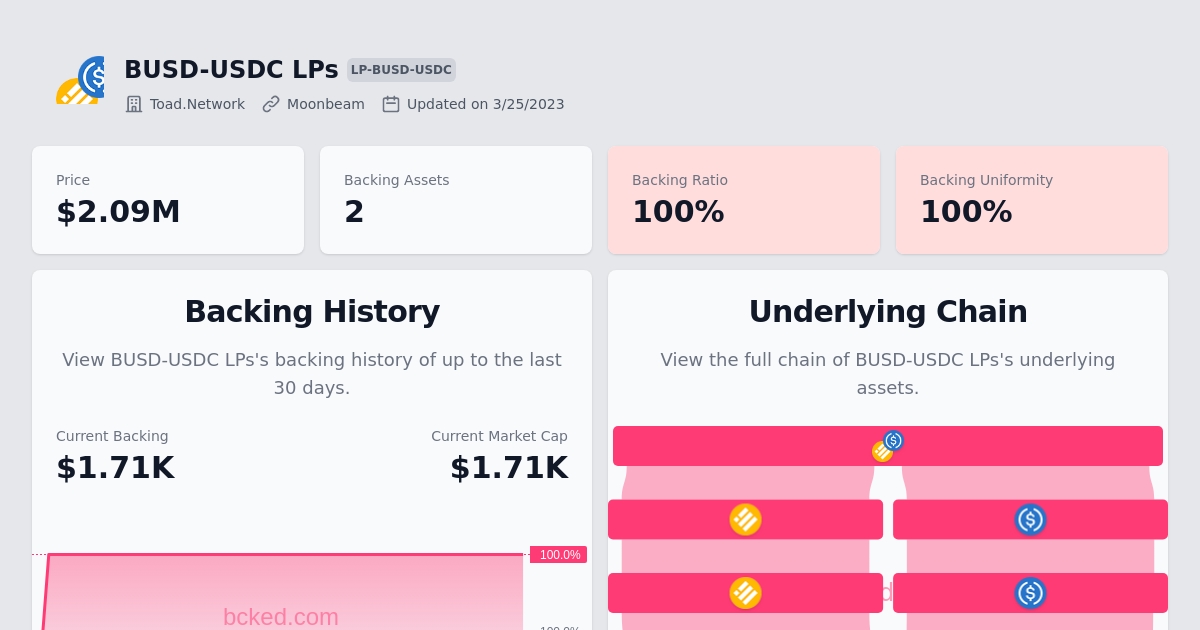 BUSD-USDC LPs LP-BUSD-USDC
Toad.Network Moonbeam Updated on 3/25/2023
Price
$2.09M
Backing Assets
2
Backing Ratio
100%
Backing Uniformity
100%
Backing History
View BUSD-USDC LPs's backing history of up to the last
30 days.
Current Backing
$1.71K
Current Market Cap
$1.71K
100.0%
bcked.com
100.0%
Underlying Chain
View the full chain of BUSD-USDC LPs's underlying
assets.